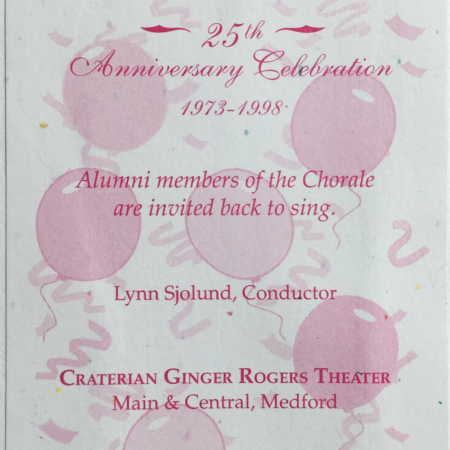 25th
Anniversary Celebration
1973-1998
Alumni members of the Chorale
are invited back to sing.
Lynn Sjolund, Conductor
CRATERIAN GINGER ROGERS THEATER
Main & Central, Medford